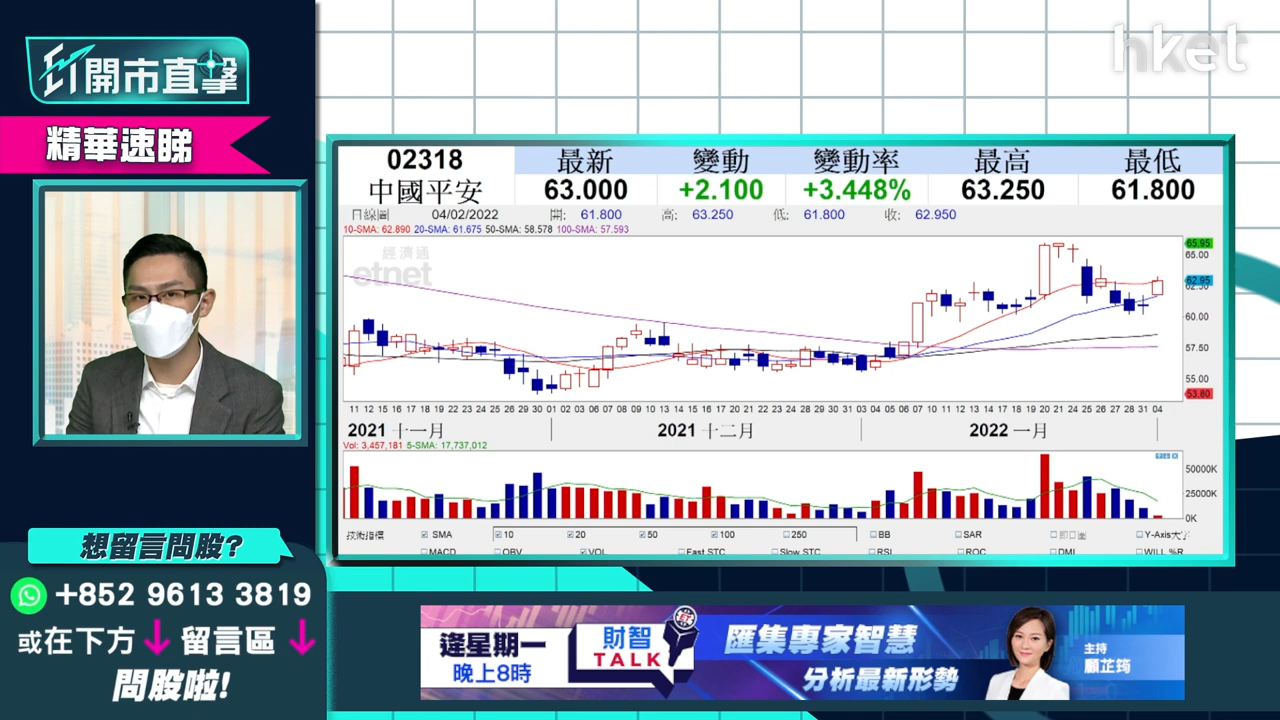 開市直擊
hket
精華速睇
02318
中國平安
最新 變動 變動率 最高 最低
63.000 +2.100 +3.448% 63.250 61.800
日線圖 04/02/2022 開: 61.800 高: 63.250 低: 61.800 收: 62.950
10-SMA: 62.890 20-SMA: 61.675 50-SMA: 58.578 100-SMA: 57.593
經濟通
etnet
65.95
65.00
62.95
62.50
60.00
57.50
55.00
53.80
11 12 15 16 17 18 19 22 23 24 25 26 29 30 01 02 03 06 07 08 09 10 13 14 15 16 17 20 21 22 23 24 28 29 30 31 03 04 05 06 07 10 11 12 13 14 17 18 19 20 21 24 25 26 27 28 31 04
2021 十一月 2021 十二月 2022 一月
Vol: 3,457,181 5-SMA: 17,737,012
50000K
25000K
0K
技術指標 SMA 10 20 50 100 250 BB SAR Y-Axis大字
MACD OBV VOL Fast STC Slow STC RSI ROC DMI WILL %R
想留言問股?
+852 9613 3819
或在下方 留言區
問股啦!
逢星期一
晚上8時
財智
TALK
匯集專家智慧
分析最新形勢
主持
顧芷筠